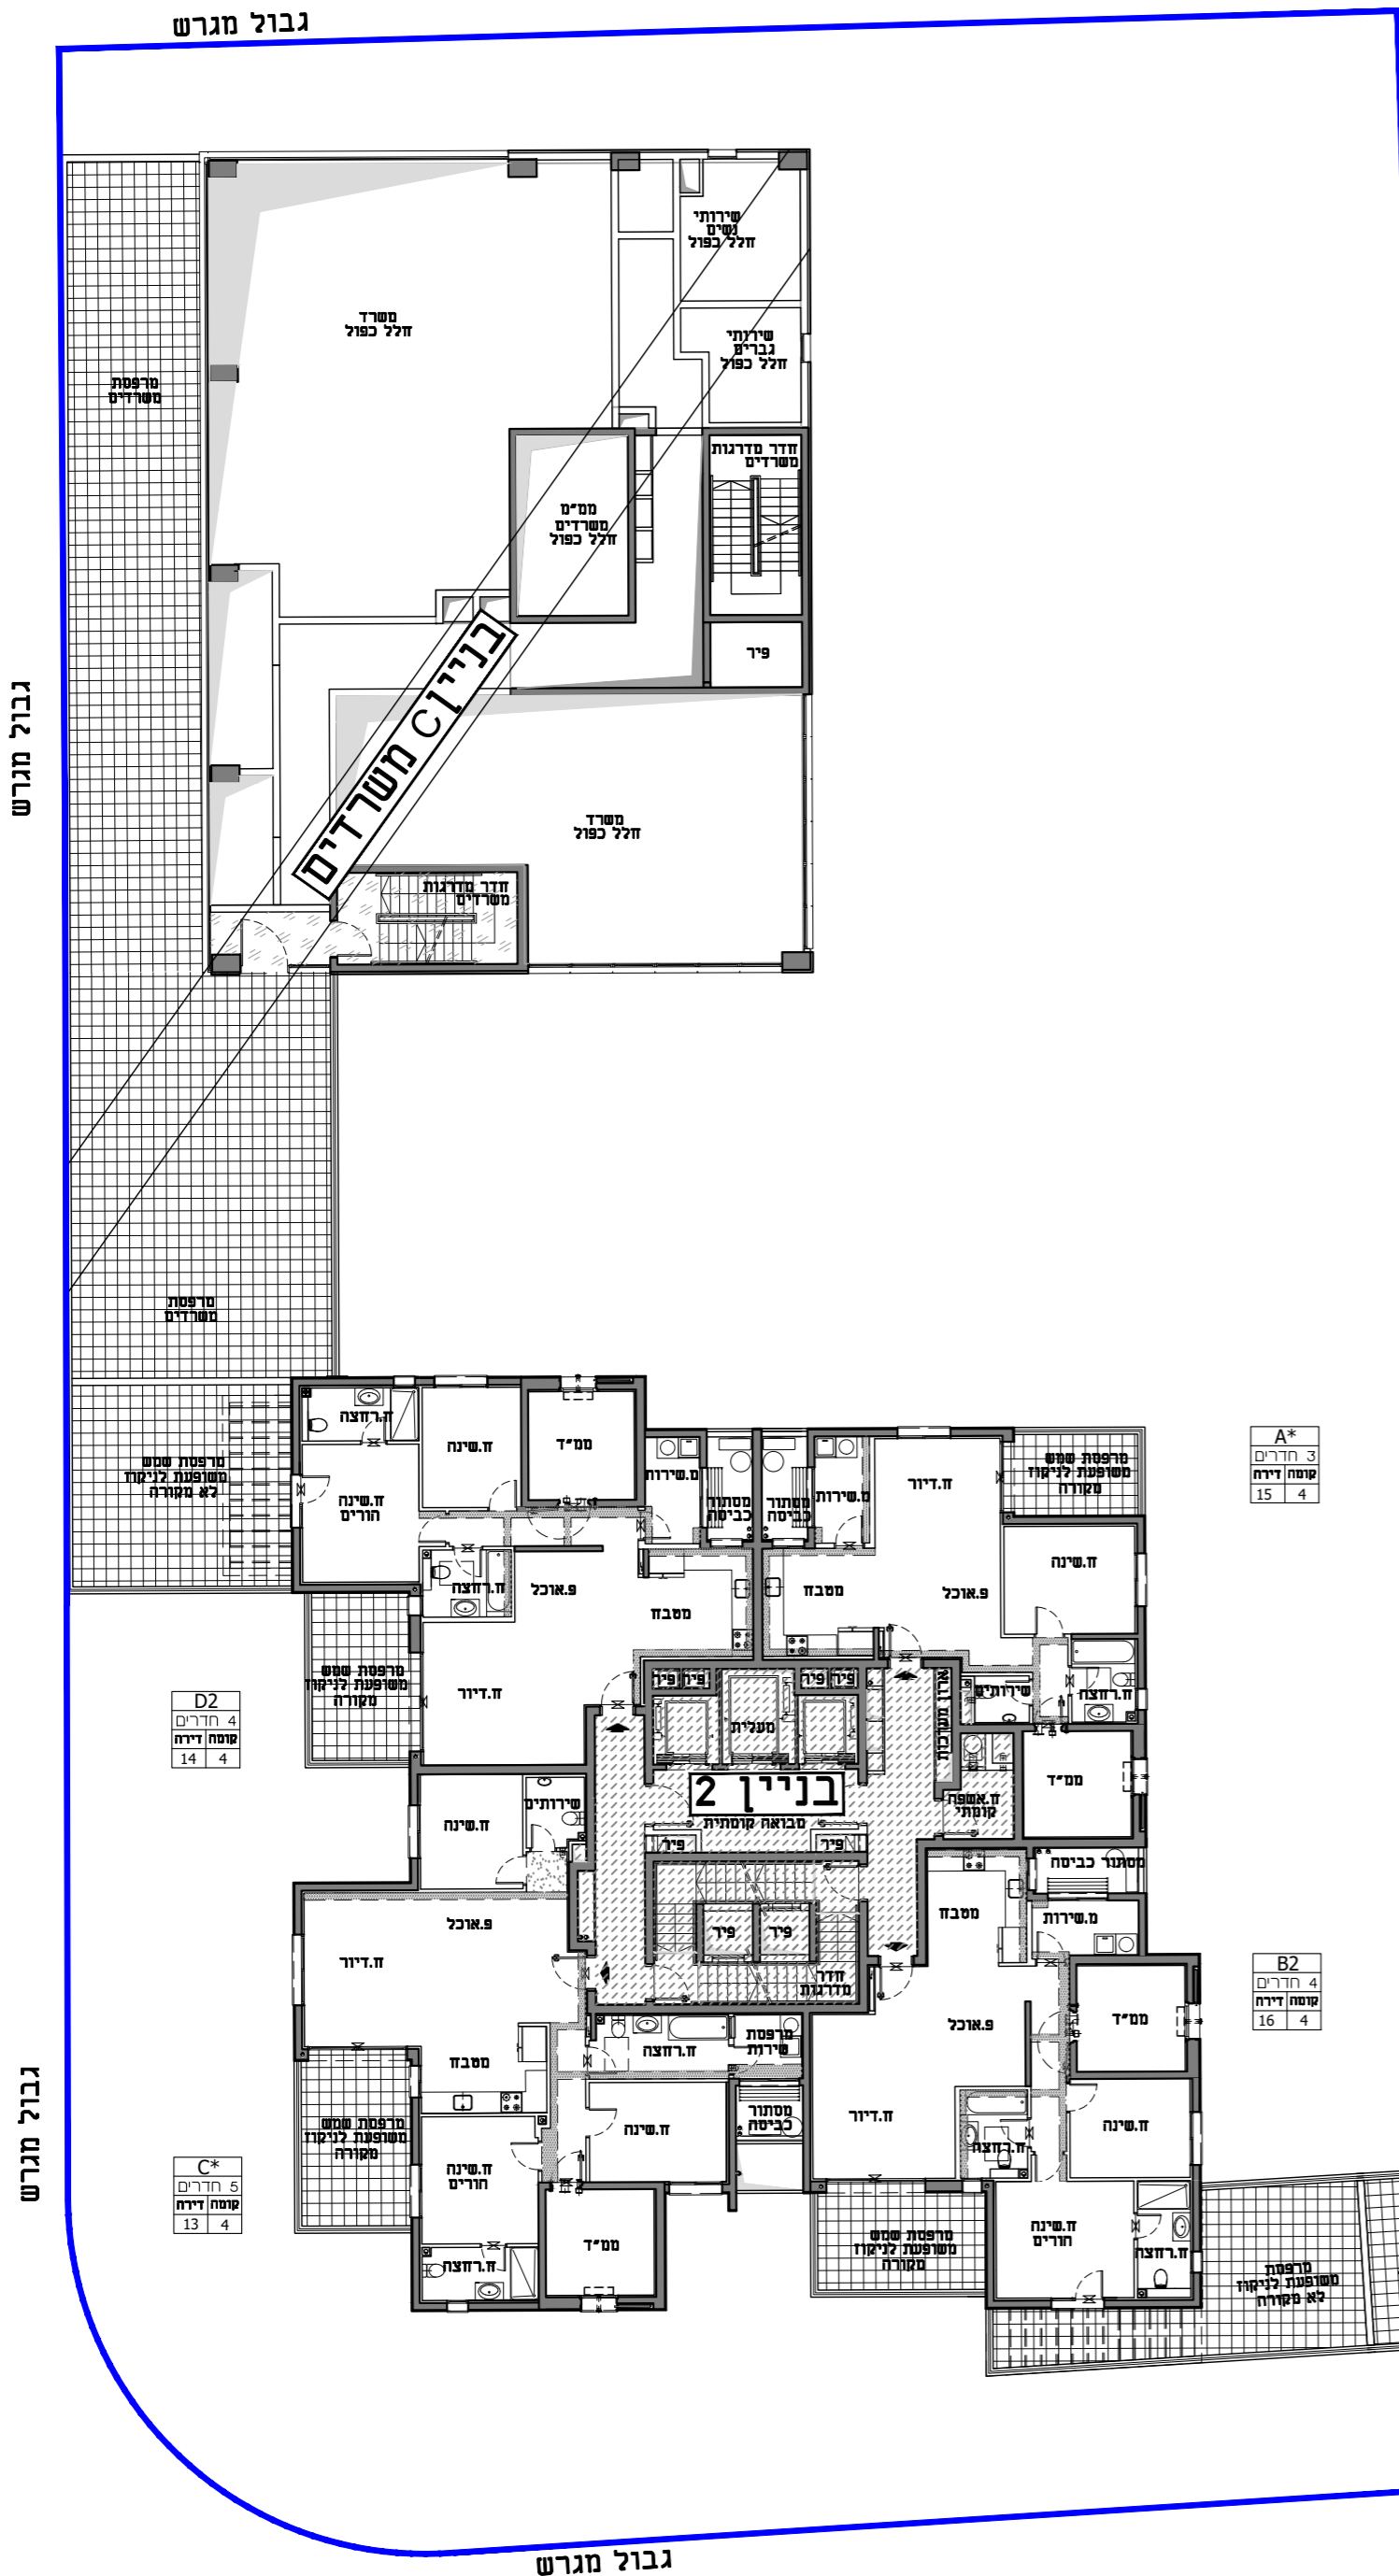 גבול מגרש
שירותי
נשים
חלל כפול
משרד
חלל כפול
שירותי
גברים
חלל כפול
מרפסת
משרדים
חדר מדרגות
משרדים
ממ״מ
משרדים
חלל כפול
פיר
בניין C משרדים
גבול מגרש
משרד
חלל כפול
חדר מדרגות
משרדים
מרפסת
משרדים
ח.רחצה
ח.שינה
ממ״ד
מ.שירות
מסתור
כביסה
מסתור
כביסה
מ.שירות
ח.דיור
מרפסת שמש
משופעת לניקוז
מקורה
A*
3 חדרים
קומה דירה
4 15
מרפסת שמש
משופעת לניקוז
לא מקורה
ח.שינה
הורים
ח.רחצה
פ.אוכל
מטבח
מטבח
פ.אוכל
ח.שינה
מרפסת שמש
משופעת לניקוז
מקורה
ח.דיור
פיר
פיר
פיר
פיר
מעלית
ארון מערכות
שירותים
ח.רחצה
D2
4 חדרים
קומה דירה
4 14
ממ״ד
ח.שינה
שירותים
בניין 2
מבואה קומתית
ח.אשפה
קומתי
פיר
פיר
מסתור כביסה
פ.אוכל
ח.דיור
מטבח
מ.שירות
פיר
פיר
חדר
מדרגות
B2
4 חדרים
קומה דירה
4 16
ממ״ד
פ.אוכל
מטבח
ח.רחצה
מרפסת
שירות
גבול מגרש
מרפסת שמש
משופעת לניקוז
מקורה
מסתור
כביסה
ח.דיור
ח.שינה
ח.שינה
ח.רחצה
C*
5 חדרים
קומה דירה
4 13
ח.שינה
הורים
ממ״ד
ח.רחצה
מרפסת שמש
משופעת לניקוז
מקורה
ח.שינה
הורים
ח.רחצה
מרפסת
משופעת לניקוז
לא מקורה
גבול מגרש